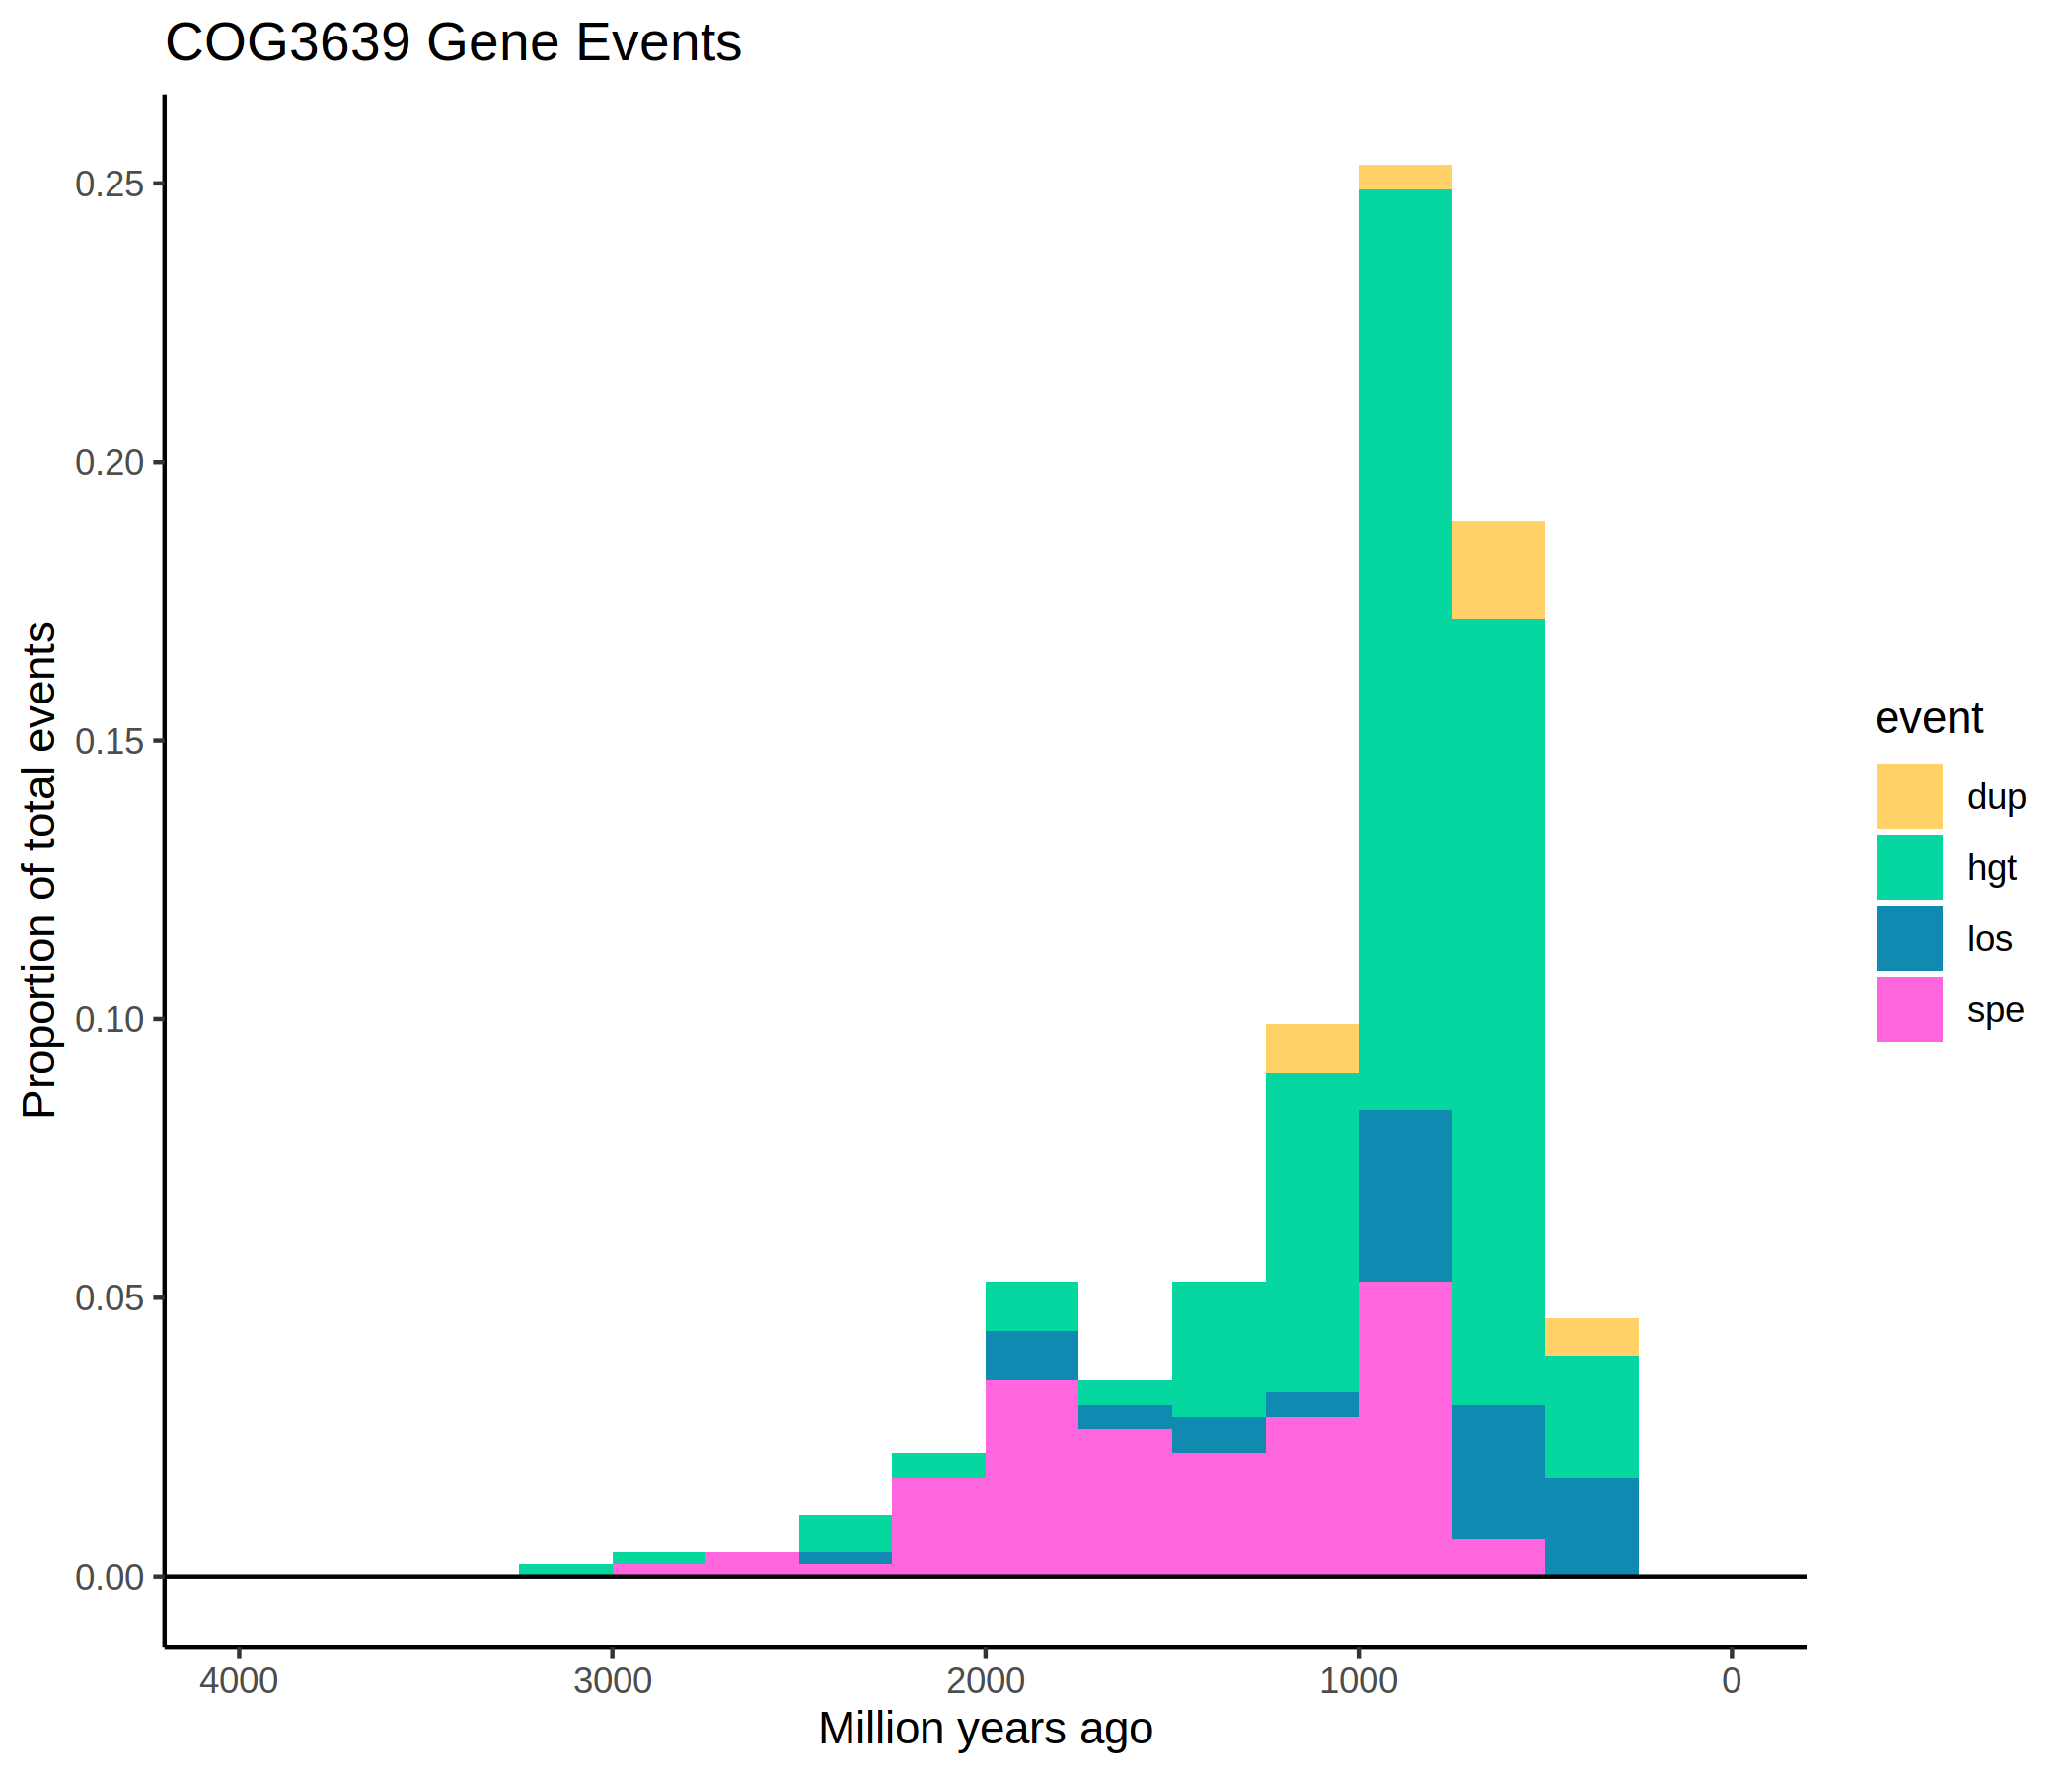 COG3639 Gene Events
Proportion of total events
0.25
0.20
0.15
0.10
0.05
0.00
4000 3000 2000 1000 0
Million years ago
event
dup
hgt
los
spe